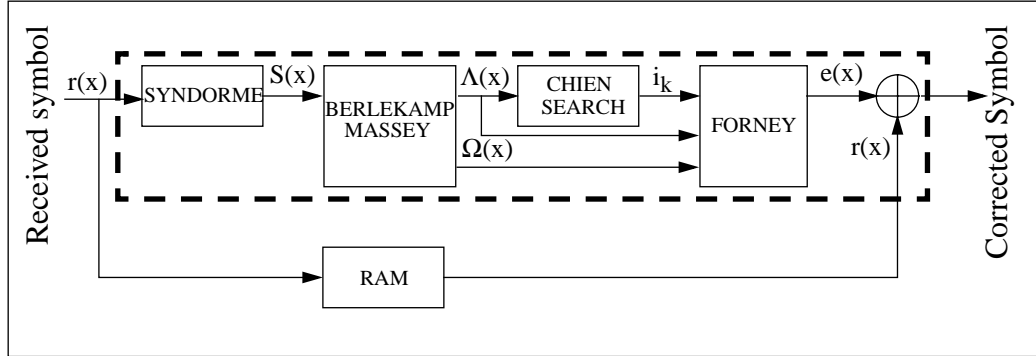 Received symbol
r(x)
SYNDORME
S(x)
BERLEKAMP
MASSEY
Λ(x)
Ω(x)
CHIEN
SEARCH
i_k
FORNEY
e(x)
r(x)
Corrected Symbol
RAM